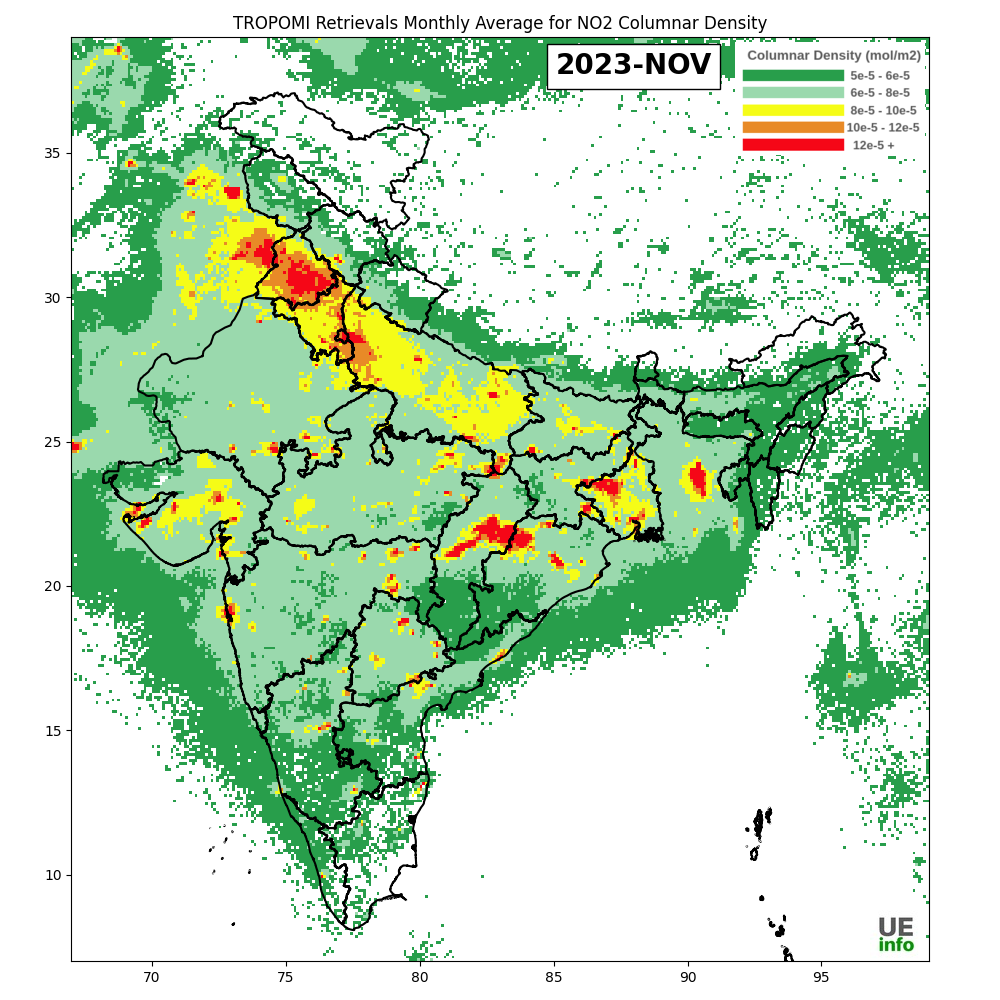 TROPOMI Retrievals Monthly Average for NO2 Columnar Density
2023-NOV
Columnar Density (mol/m2)
5e-5 - 6e-5
6e-5 - 8e-5
8e-5 - 10e-5
10e-5 - 12e-5
12e-5 +
35
30
25
20
15
10
70
75
80
85
90
95
UE
info